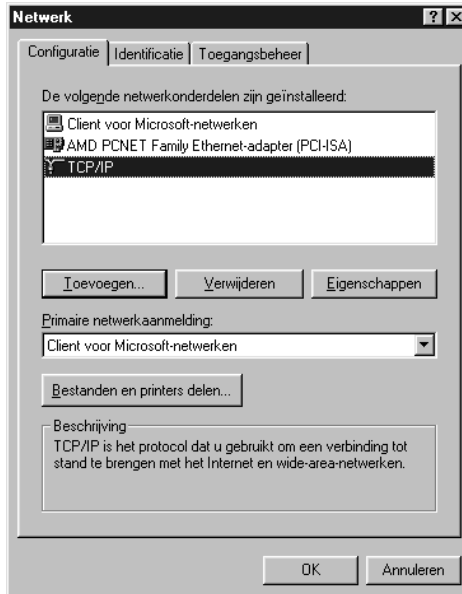 Netwerk
Configuratie Identificatie Toegangsbeheer
De volgende netwerkonderdelen zijn geïnstalleerd:
Client voor Microsoft-netwerken
AMD PCNET Family Ethernet-adapter (PCI-ISA)
TCP/IP
Toevoegen... Verwijderen Eigenschappen
Primaire netwerkaanmelding:
Client voor Microsoft-netwerken
Bestanden en printers delen...
Beschrijving
TCP/IP is het protocol dat u gebruikt om een verbinding tot
stand te brengen met het Internet en wide-area-netwerken.
OK Annuleren